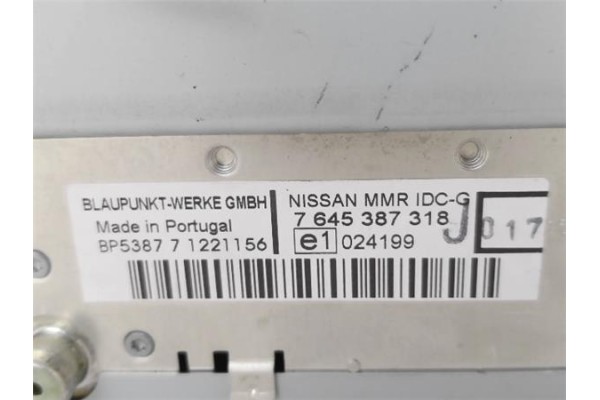 BLAUPUNKT-WERKE GMBH
Made in Portugal
BP5387 7 1221156
NISSAN MMR IDC-G
7 645 387 318
e1 024199
J 017